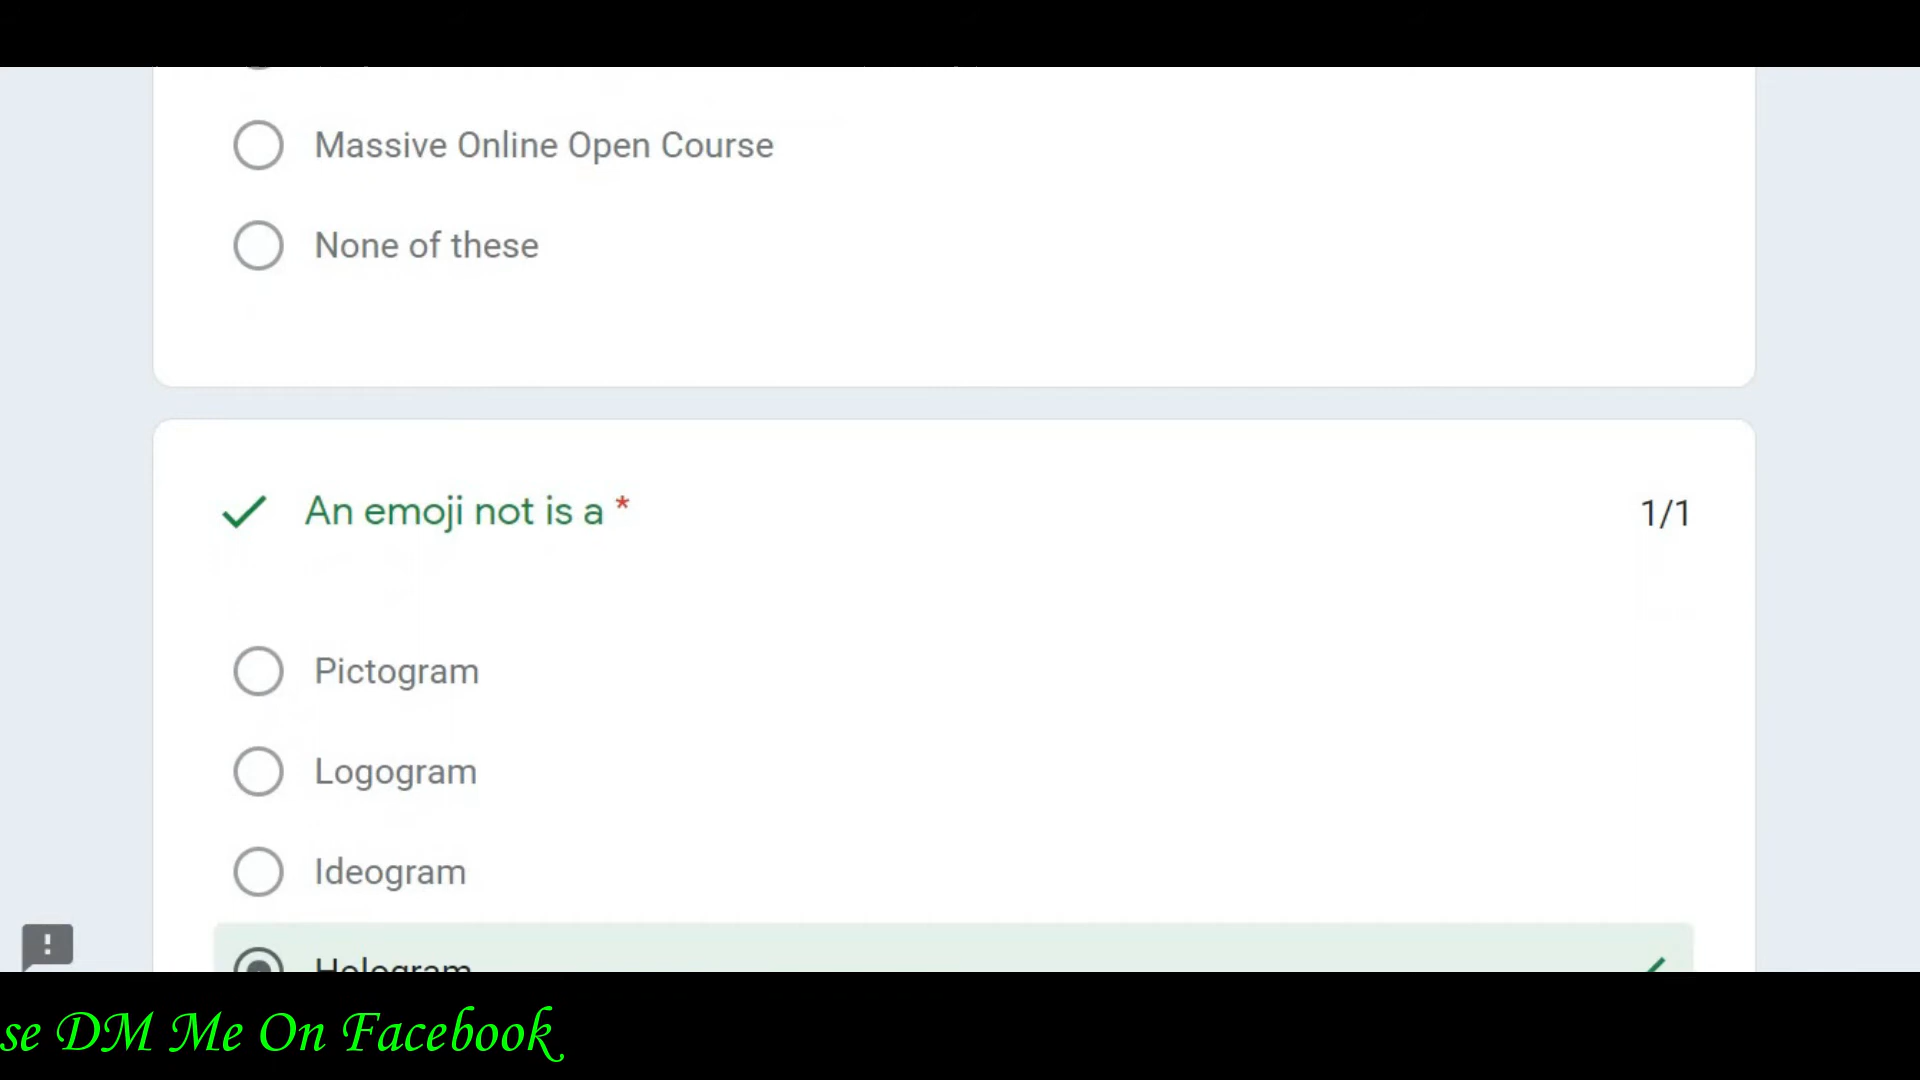 Massive Online Open Course
None of these
An emoji not is a *
1/1
Pictogram
Logogram
Ideogram
Hologram
se DM Me On Facebook